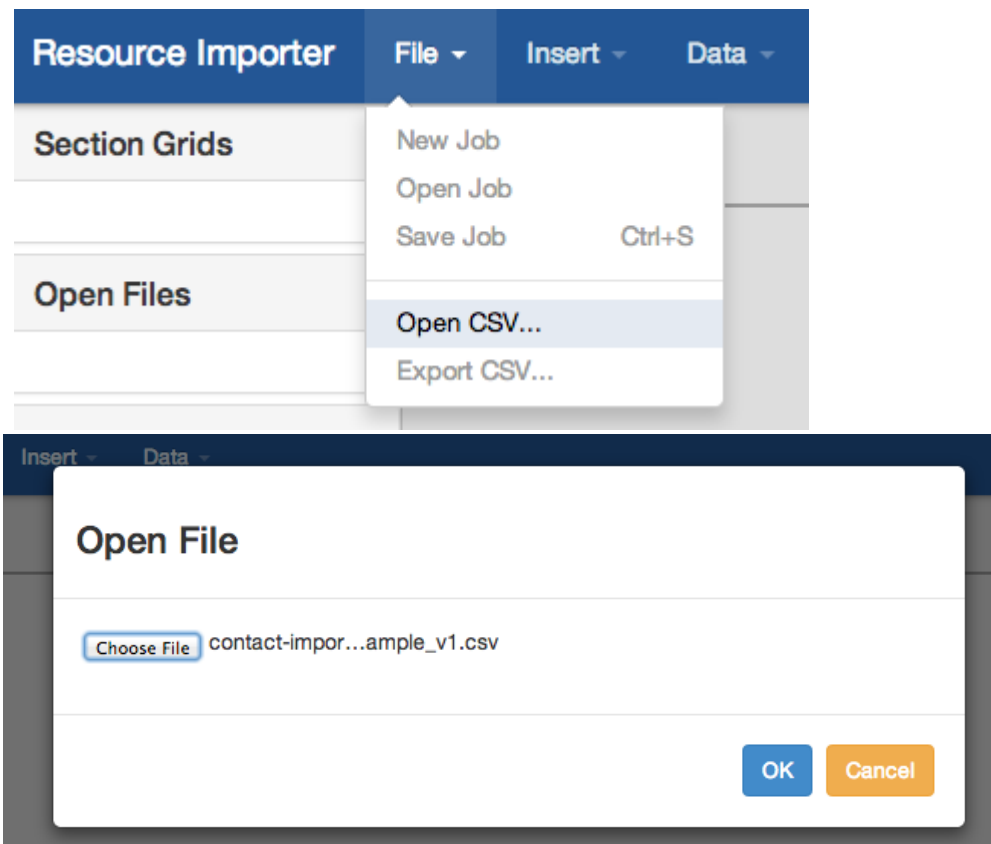 Resource Importer File Insert Data
Section Grids
New Job
Open Job
Save Job Ctrl+S
Open Files
Open CSV...
Export CSV...
Insert Data
Open File
Choose File contact-impor...ample_v1.csv
OK Cancel